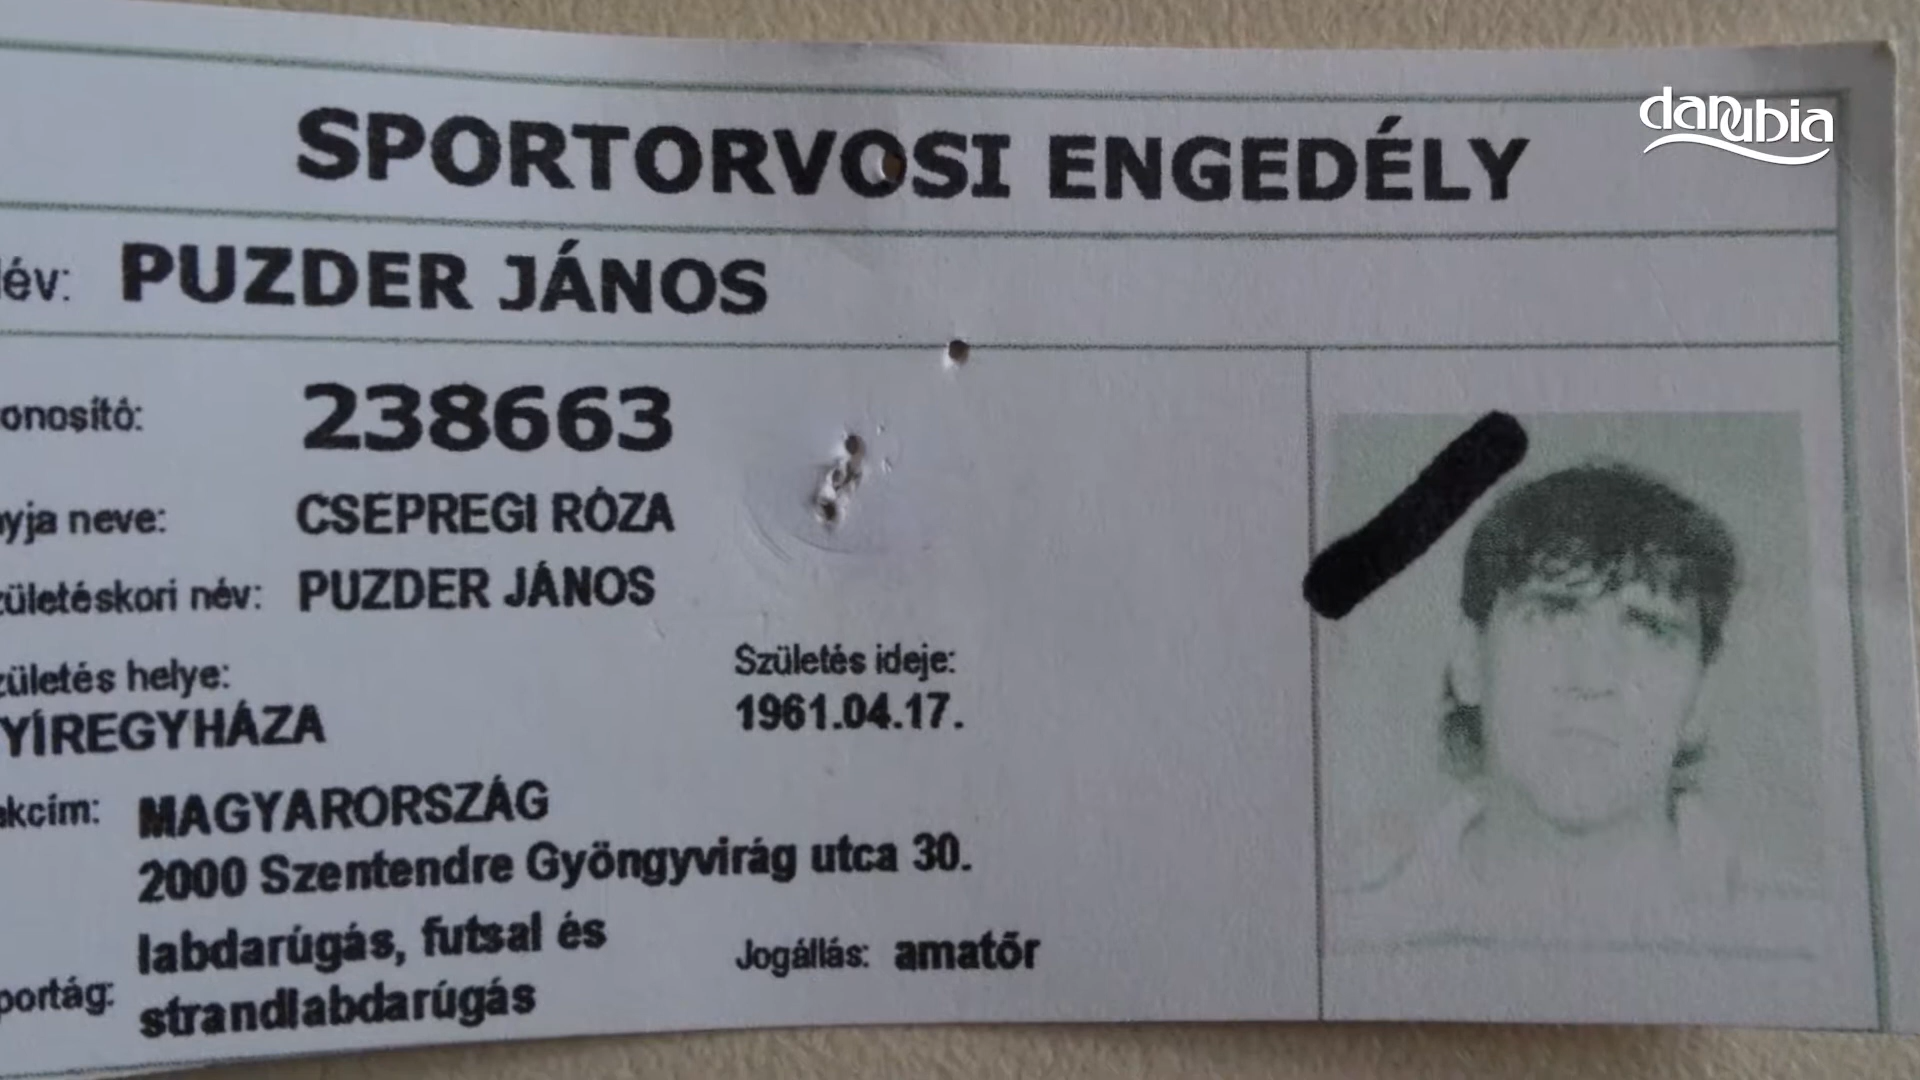 danubia
SPORTORVOSI ENGEDÉLY
év: PUZDER JÁNOS
onosító: 238663
yja neve: CSEPREGI RÓZA
ületéskori név: PUZDER JÁNOS
ületés helye: Születés ideje:
YÍREGYHÁZA 1961.04.17.
kcím: MAGYARORSZÁG
2000 Szentendre Gyöngyvirág utca 30.
labdarúgás, futsal és Jogállás: amatőr
portág: strandlabdarúgás